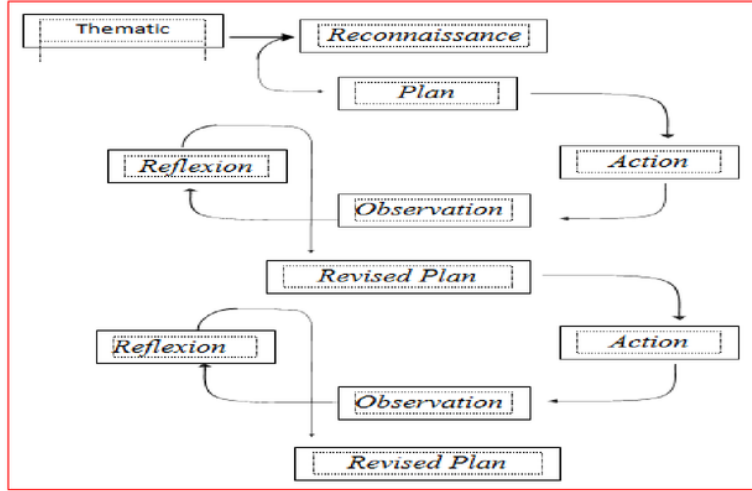 Thematic
Reconnaissance
Plan
Action
Reflexion
Observation
Revised Plan
Action
Reflexion
Observation
Revised Plan